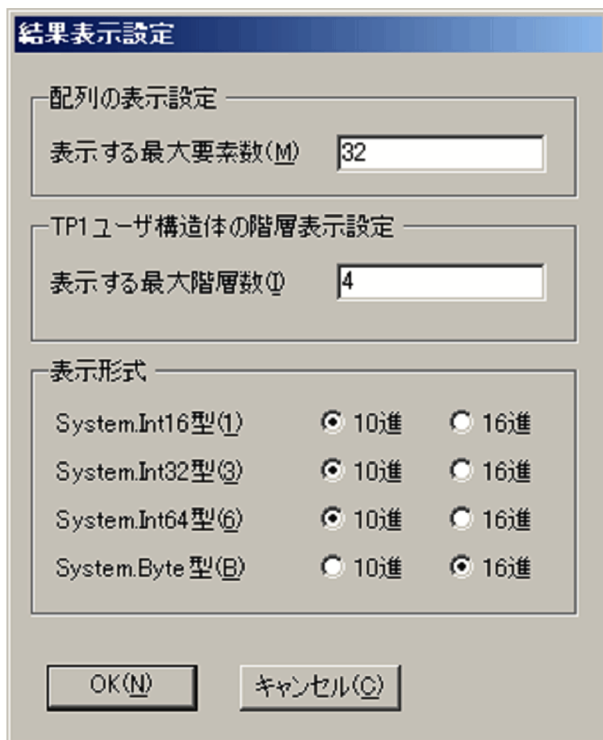 結果表示設定
配列の表示設定
表示する最大要素数(M) 32
TP1ユーザ構造体の階層表示設定
表示する最大階層数(I) 4
表示形式
System.Int16型(1) 10進 16進
System.Int32型(3) 10進 16進
System.Int64型(6) 10進 16進
System.Byte型(B) 10進 16進
OK(N) キャンセル(C)